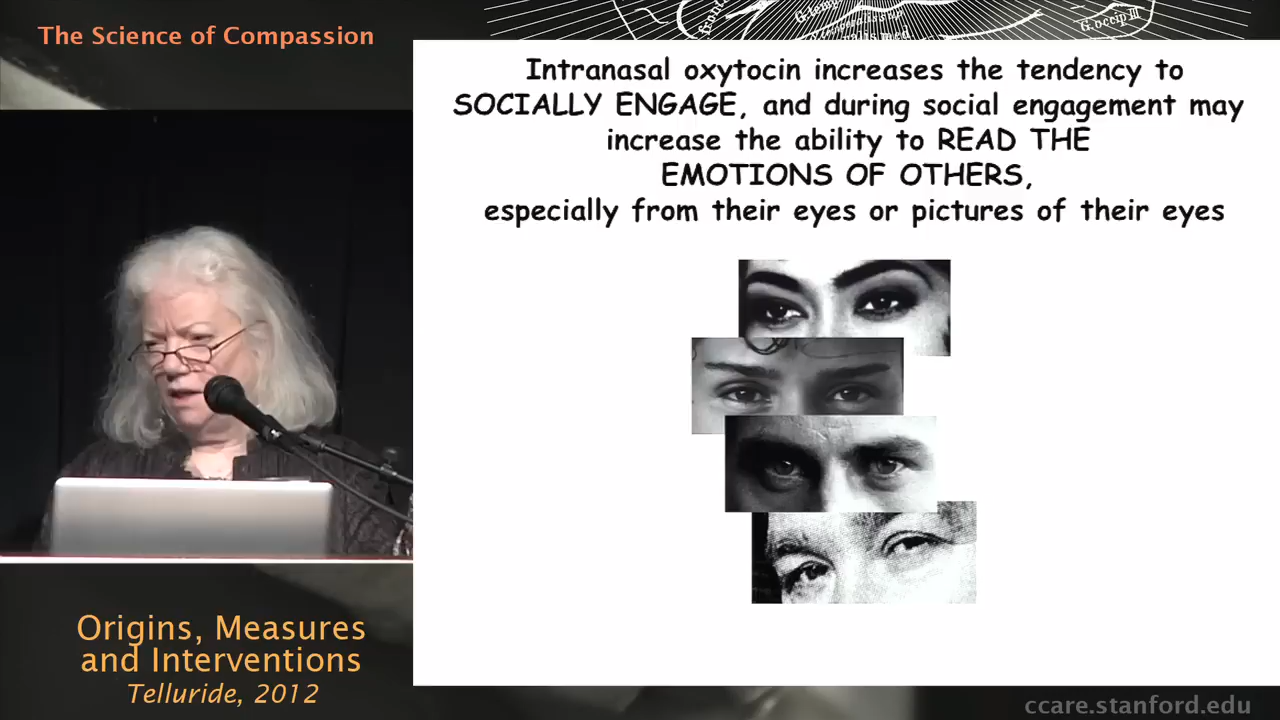 The Science of Compassion
G.occip III
Intranasal oxytocin increases the tendency to
SOCIALLY ENGAGE, and during social engagement may
increase the ability to READ THE
EMOTIONS OF OTHERS,
especially from their eyes or pictures of their eyes
Origins, Measures
and Interventions
Telluride, 2012
ccare.stanford.edu